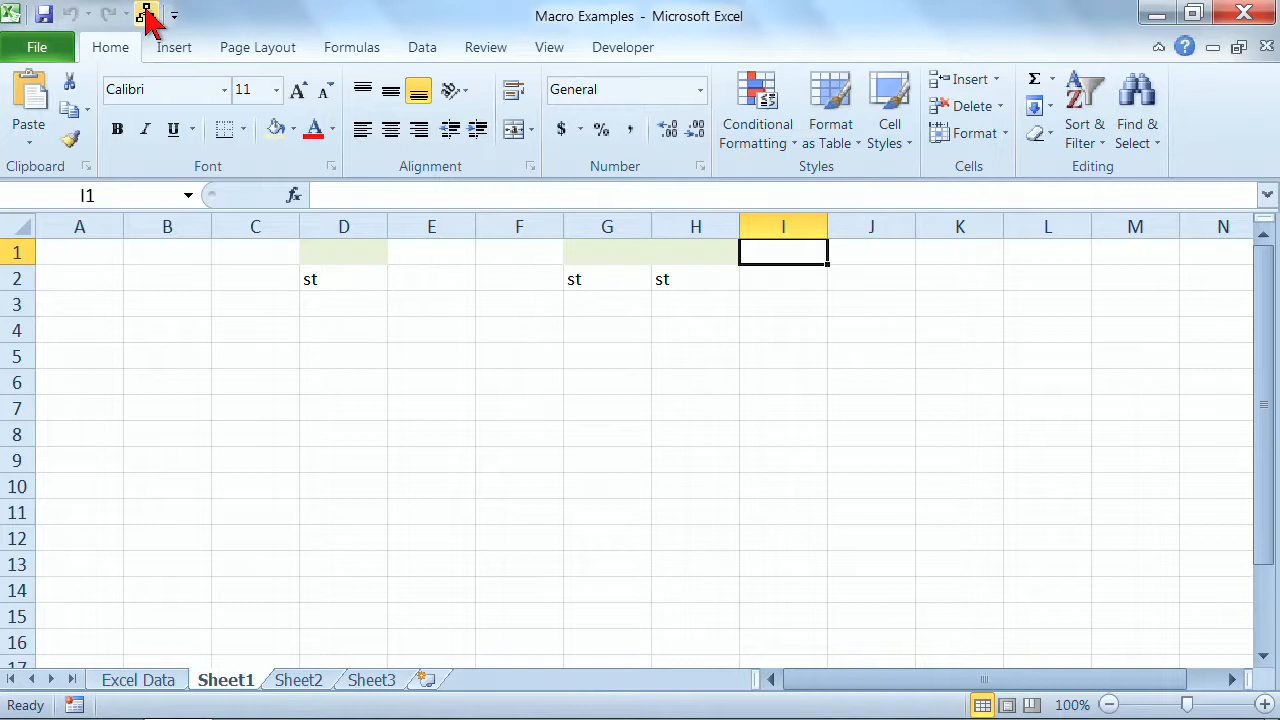 Macro Examples - Microsoft Excel
File Home Insert Page Layout Formulas Data Review View Developer
Calibri 11 General
Insert
Delete
Format
Paste
B I U $ % ,
Conditional Formatting
Format as Table
Cell Styles
Sort & Filter
Find & Select
Clipboard Font Alignment Number Styles Cells Editing
I1 fx
A B C D E F G H I J K L M N
1
2 st st st
3
4
5
6
7
8
9
10
11
12
13
14
15
16
17
Excel Data Sheet1 Sheet2 Sheet3
Ready 100%